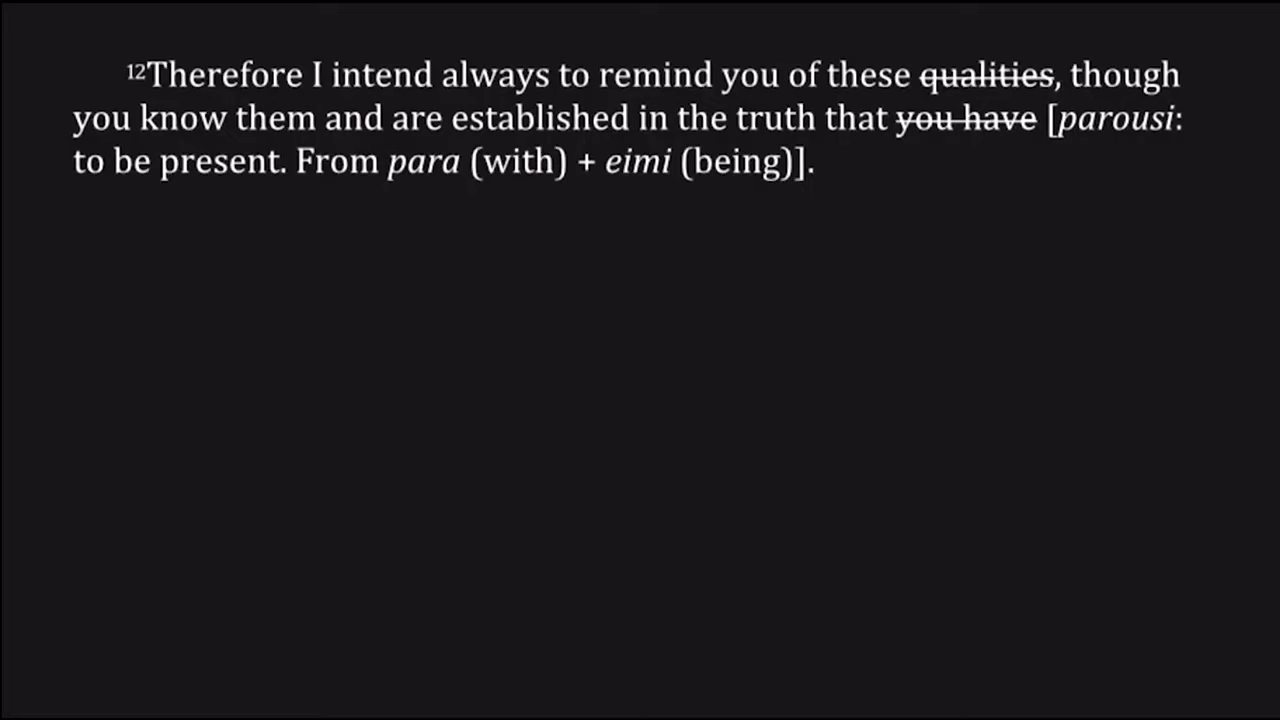 ¹²Therefore I intend always to remind you of these qualities, though
you know them and are established in the truth that you have [parousi:
to be present. From para (with) + eimi (being)].